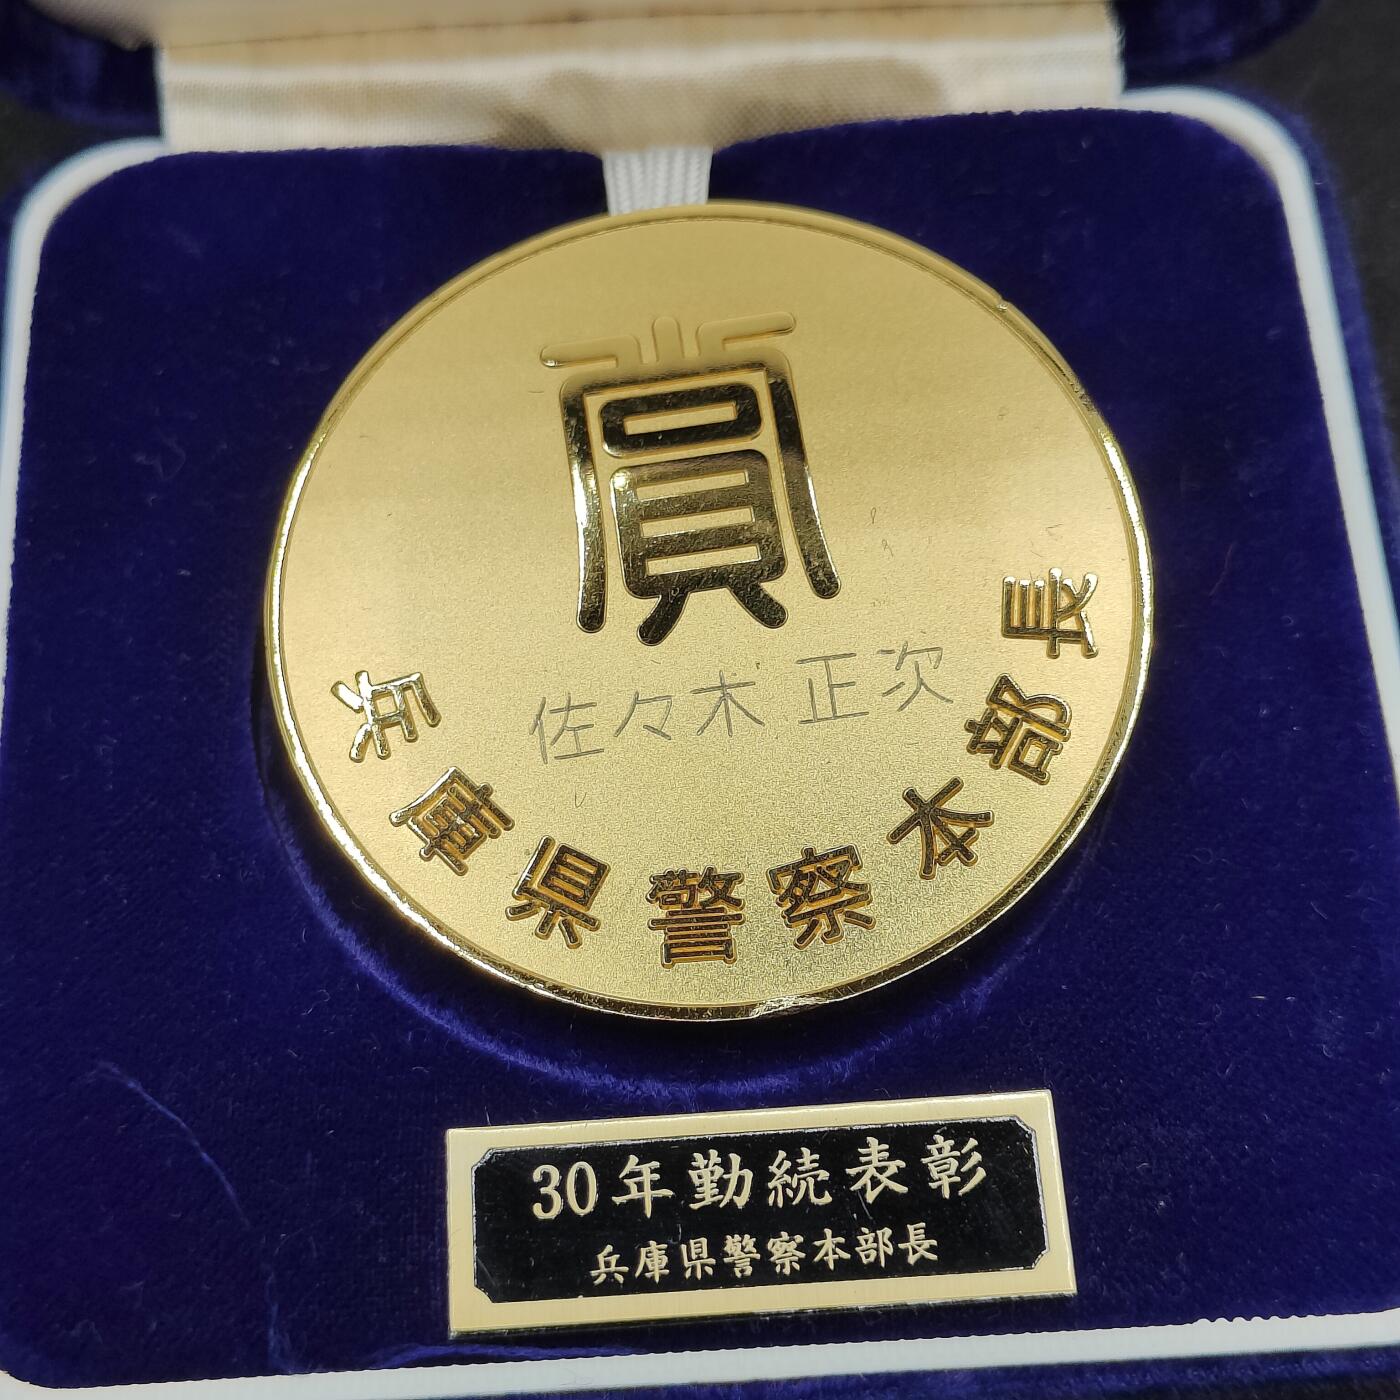 賞
佐々木 正次
兵庫県警察本部長
30年勤続表彰
兵庫県警察本部長